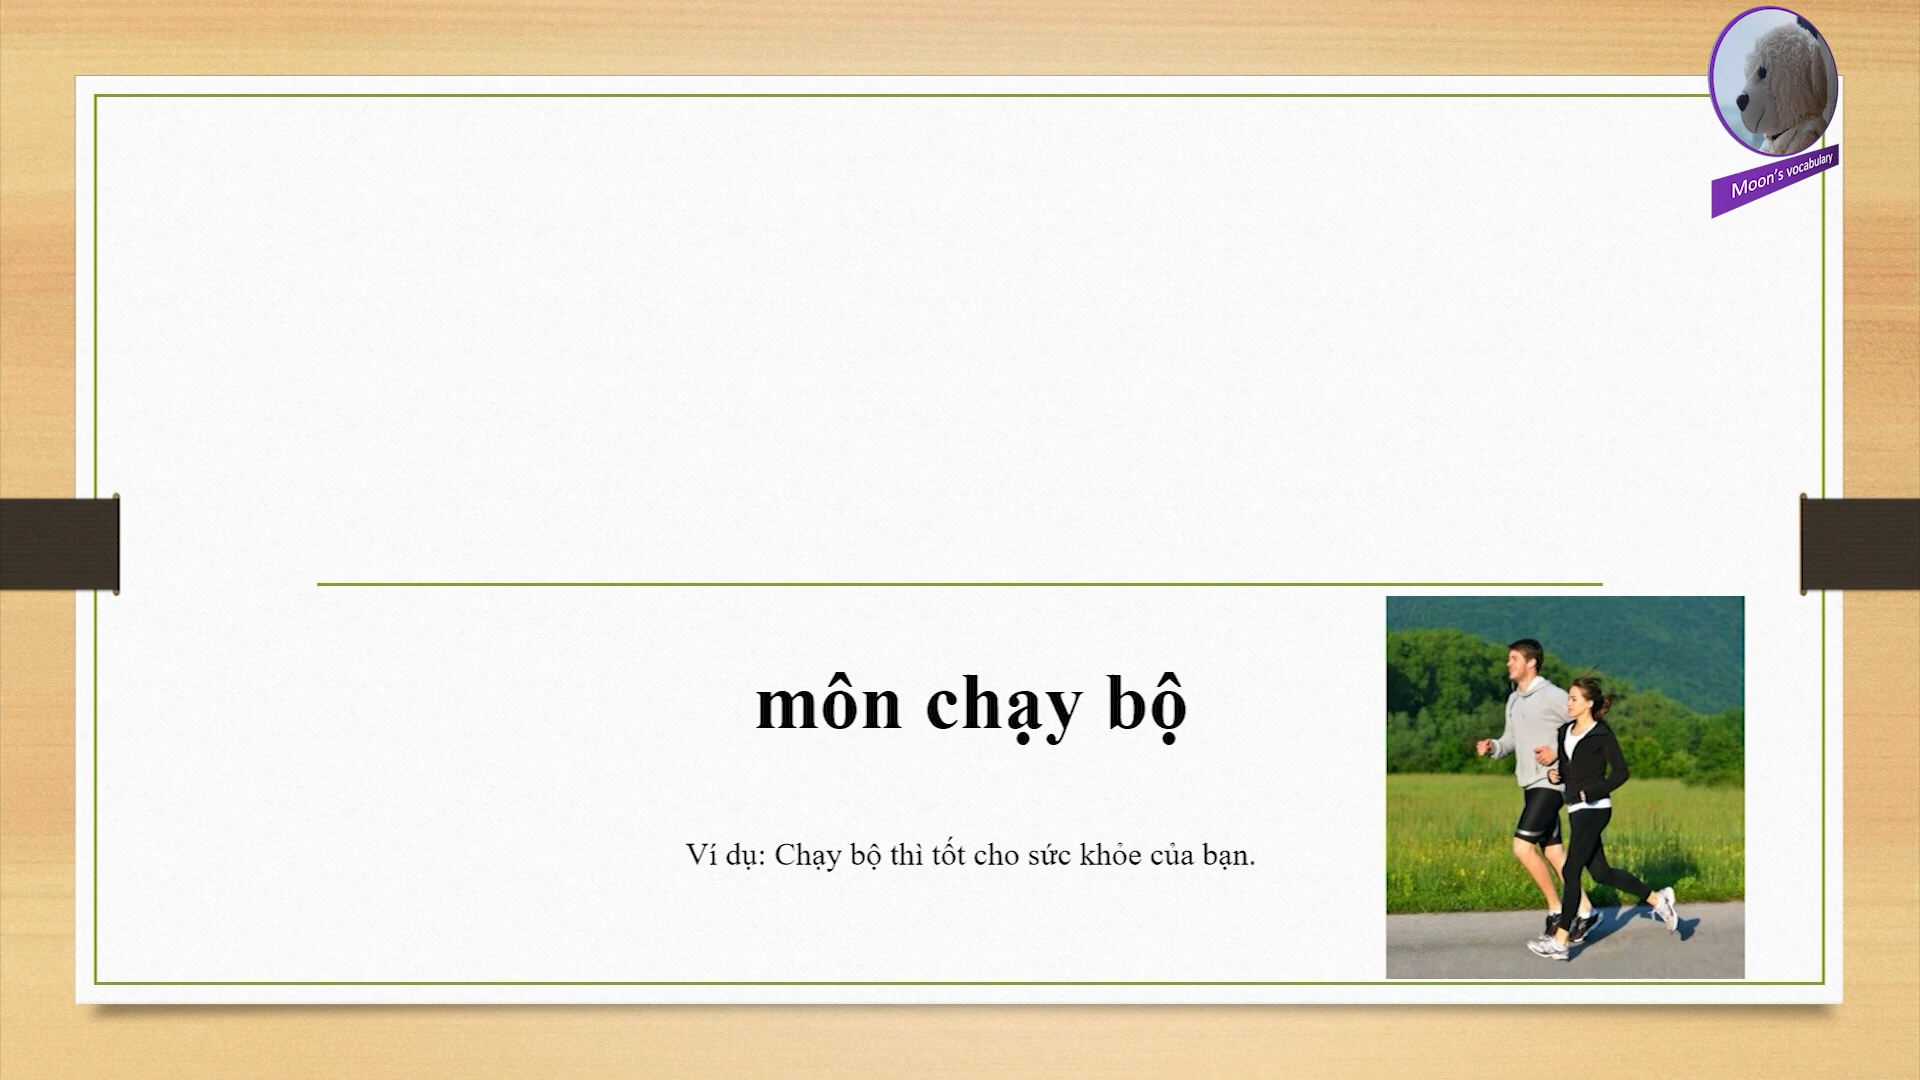 Moon's vocabulary
môn chạy bộ
Ví dụ: Chạy bộ thì tốt cho sức khỏe của bạn.